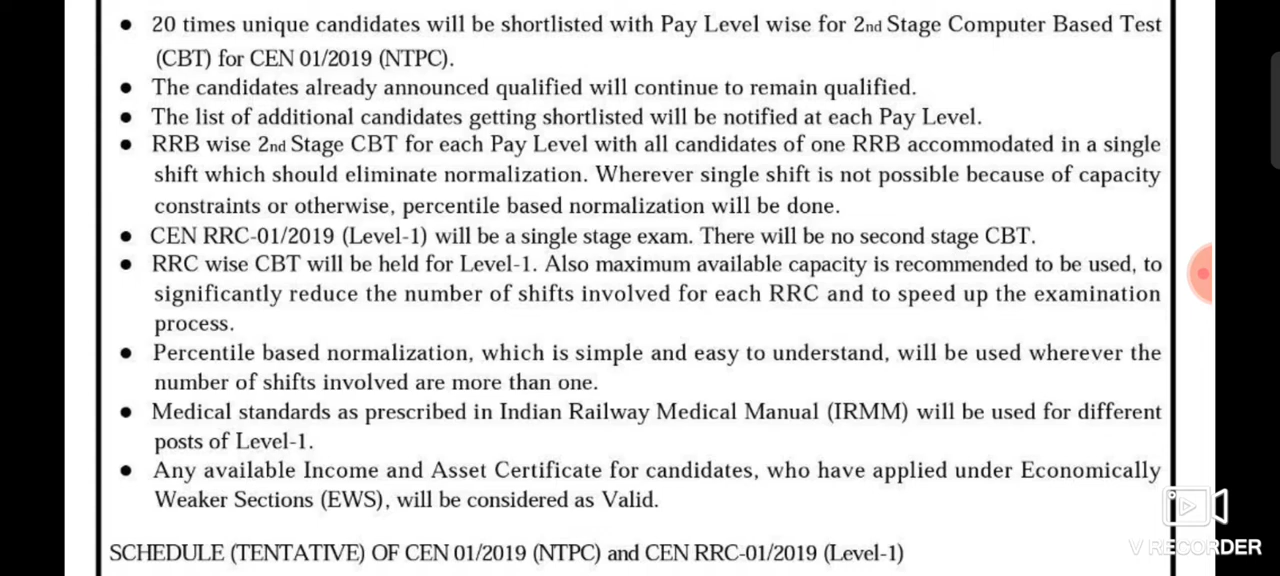 ● 20 times unique candidates will be shortlisted with Pay Level wise for 2nd Stage Computer Based Test
(CBT) for CEN 01/2019 (NTPC).
● The candidates already announced qualified will continue to remain qualified.
● The list of additional candidates getting shortlisted will be notified at each Pay Level.
● RRB wise 2nd Stage CBT for each Pay Level with all candidates of one RRB accommodated in a single
shift which should eliminate normalization. Wherever single shift is not possible because of capacity
constraints or otherwise, percentile based normalization will be done.
● CEN RRC-01/2019 (Level-1) will be a single stage exam. There will be no second stage CBT.
● RRC wise CBT will be held for Level-1. Also maximum available capacity is recommended to be used, to
significantly reduce the number of shifts involved for each RRC and to speed up the examination
process.
● Percentile based normalization, which is simple and easy to understand, will be used wherever the
number of shifts involved are more than one.
● Medical standards as prescribed in Indian Railway Medical Manual (IRMM) will be used for different
posts of Level-1.
● Any available Income and Asset Certificate for candidates, who have applied under Economically
Weaker Sections (EWS), will be considered as Valid.
SCHEDULE (TENTATIVE) OF CEN 01/2019 (NTPC) and CEN RRC-01/2019 (Level-1)
V RECORDER